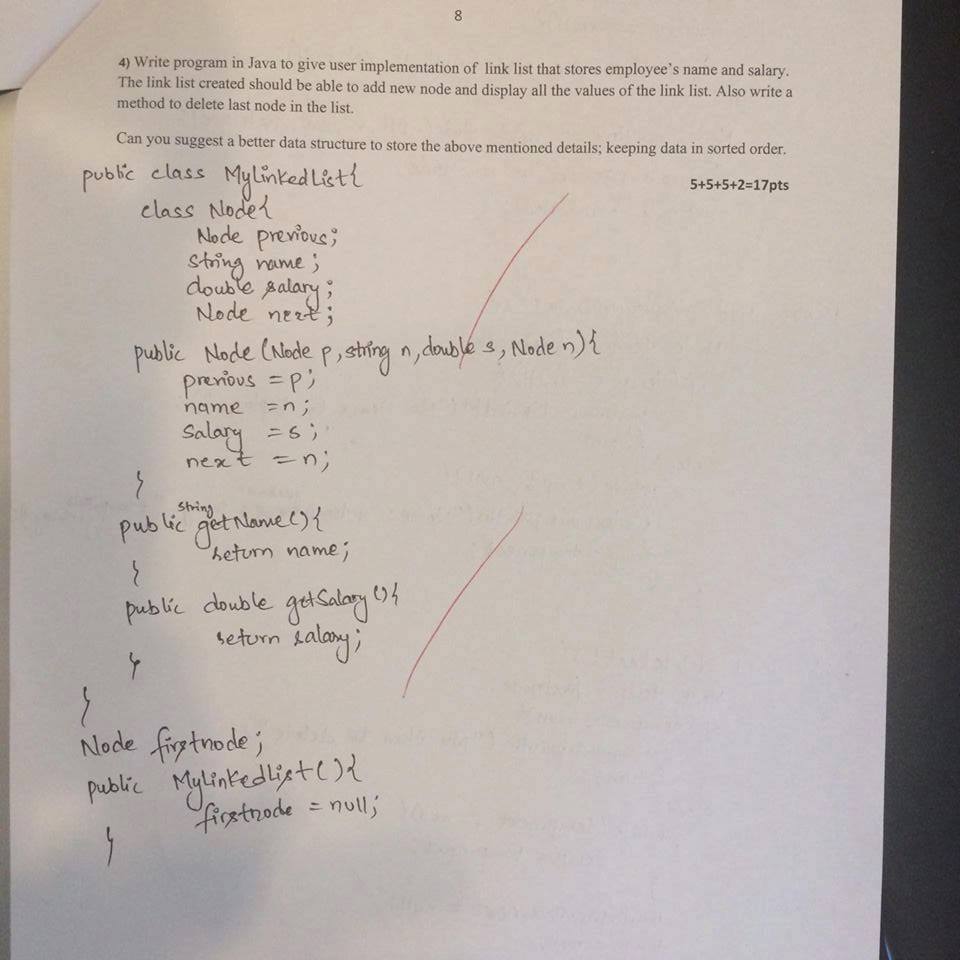 8
4) Write program in Java to give user implementation of link list that stores employee's name and salary.
The link list created should be able to add new node and display all the values of the link list. Also write a
method to delete last node in the list.
Can you suggest a better data structure to store the above mentioned details; keeping data in sorted order.
5+5+5+2=17pts
public class MyLinkedList{
class Node{
Node previous;
string name;
double salary;
Node next;
public Node (Node p, string n, double s, Node n){
previous = p;
name = n;
salary = s;
next = n;
}
public String getName(){
return name;
}
public double getSalary(){
return salary;
}
}
Node firstnode;
public MyLinkedlist(){
firstnode = null;
}